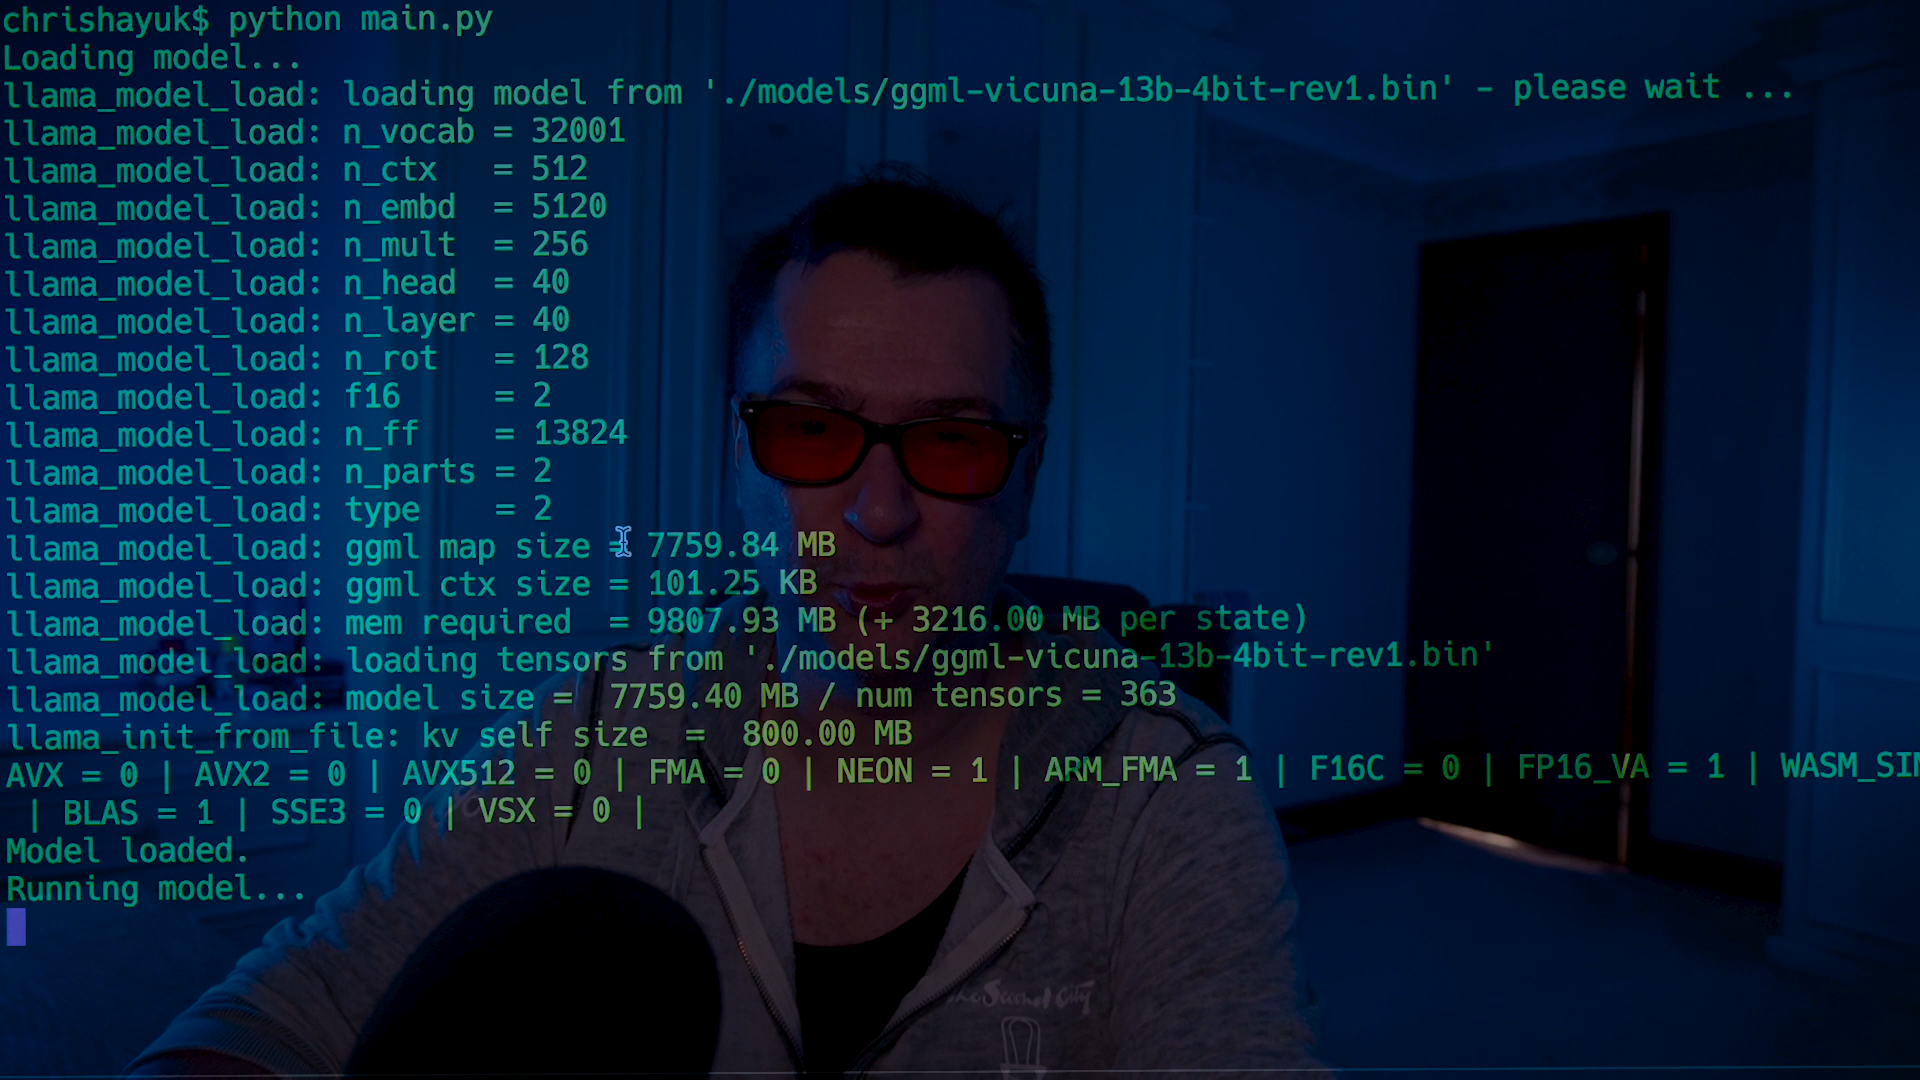 chrishayuk$ python main.py
Loading model...
llama_model_load: loading model from './models/ggml-vicuna-13b-4bit-rev1.bin' - please wait ...
llama_model_load: n_vocab = 32001
llama_model_load: n_ctx   = 512
llama_model_load: n_embd  = 5120
llama_model_load: n_mult  = 256
llama_model_load: n_head  = 40
llama_model_load: n_layer = 40
llama_model_load: n_rot   = 128
llama_model_load: f16     = 2
llama_model_load: n_ff    = 13824
llama_model_load: n_parts = 2
llama_model_load: type    = 2
llama_model_load: ggml map size = 7759.84 MB
llama_model_load: ggml ctx size = 101.25 KB
llama_model_load: mem required  = 9807.93 MB (+ 3216.00 MB per state)
llama_model_load: loading tensors from './models/ggml-vicuna-13b-4bit-rev1.bin'
llama_model_load: model size =  7759.40 MB / num tensors = 363
llama_init_from_file: kv self size  =  800.00 MB
AVX = 0 | AVX2 = 0 | AVX512 = 0 | FMA = 0 | NEON = 1 | ARM_FMA = 1 | F16C = 0 | FP16_VA = 1 |
| BLAS = 1 | SSE3 = 0 | VSX = 0 |
Model loaded.
Running model...
The Second City